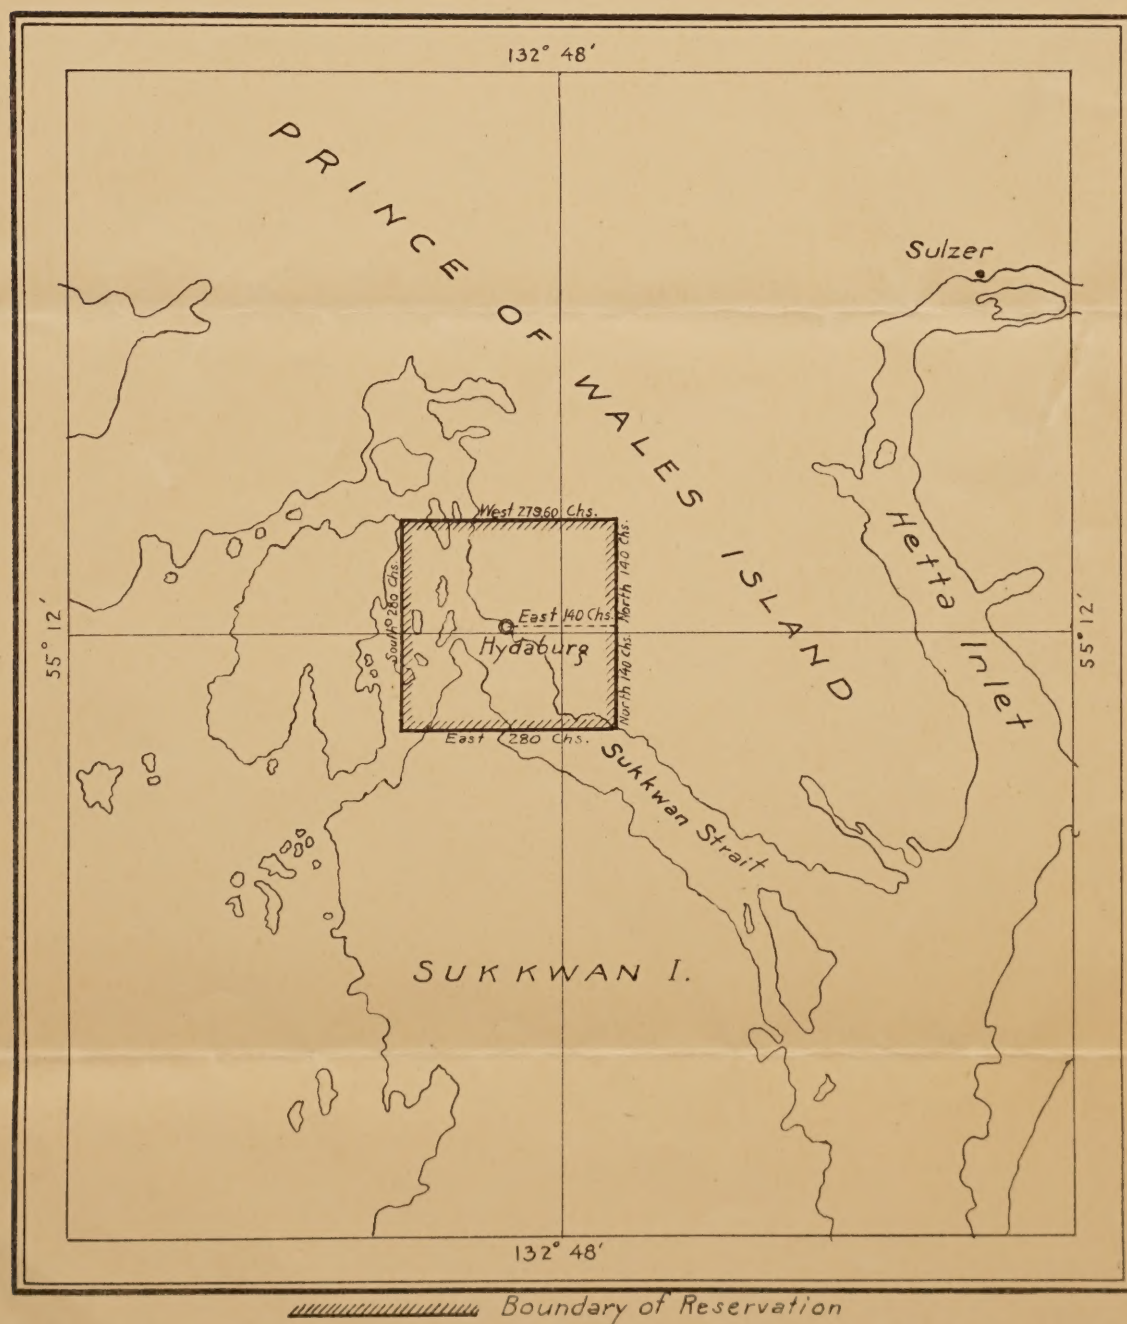 132° 48′
PRINCE OF WALES ISLAND
Sulzer
West 279.60 Chs.
North 140 Chs.
Hetta Inlet
South 280 Chs.
East 140 Chs.
55° 12′
55° 12′
Hydaburg
North 140 Chs.
East 280 Chs.
Sukkwan Strait
SUKKWAN I.
132° 48′
Boundary of Reservation